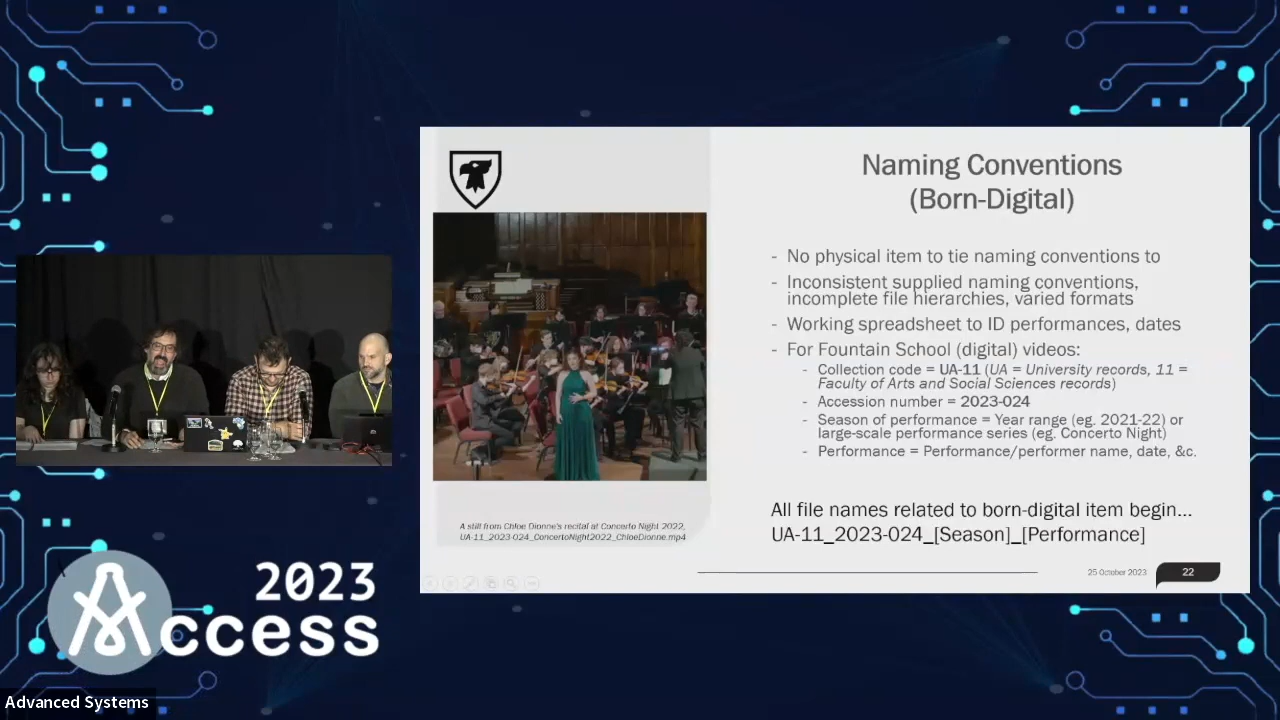 Naming Conventions
(Born-Digital)
- No physical item to tie naming conventions to
- Inconsistent supplied naming conventions,
incomplete file hierarchies, varied formats
- Working spreadsheet to ID performances, dates
- For Fountain School (digital) videos:
- Collection code = UA-11 (UA = University records, 11 =
Faculty of Arts and Social Sciences records)
- Accession number = 2023-024
- Season of performance = Year range (eg. 2021-22) or
large-scale performance series (eg. Concerto Night)
- Performance = Performance/performer name, date, &c.
All file names related to born-digital item begin...
UA-11_2023-024_[Season]_[Performance]
A still from Chloe Dionne's recital at Concerto Night 2022,
UA-11_2023-024_ConcertoNight2022_ChloeDionne.mp4
25 October 2023
22
2023
Access
Advanced Systems